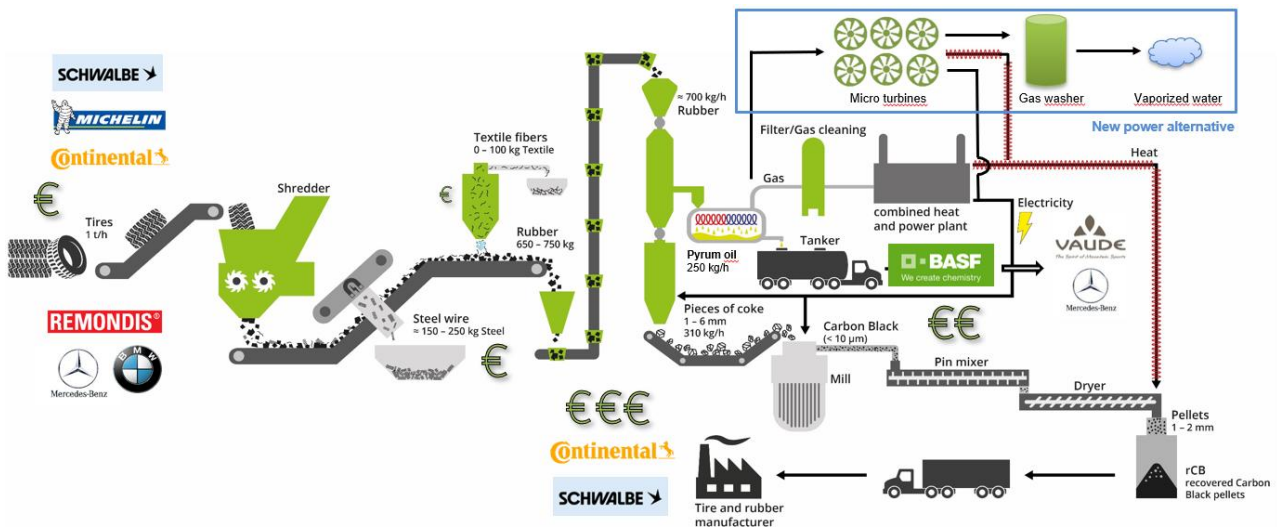 SCHWALBE
MICHELIN
Continental
€
Tires
1 t/h
Shredder
REMONDIS®
Mercedes-Benz
BMW
Textile fibers
0 – 100 kg Textile
€
Rubber
650 – 750 kg
Steel wire
≈ 150 – 250 kg Steel
€
≈ 700 kg/h
Rubber
Micro turbines
Gas washer
Vaporized water
New power alternative
Filter/Gas cleaning
Gas
combined heat
and power plant
Heat
Electricity
Pyrum oil
250 kg/h
Tanker
BASF
We create chemistry
VAUDE
The Spirit of Mountain Sports
Mercedes-Benz
€€
Pieces of coke
1 – 6 mm
310 kg/h
Carbon Black
(< 10 µm)
Mill
Pin mixer
Dryer
Pellets
1 – 2 mm
rCB
recovered Carbon
Black pellets
€€€
Continental
SCHWALBE
Tire and rubber
manufacturer